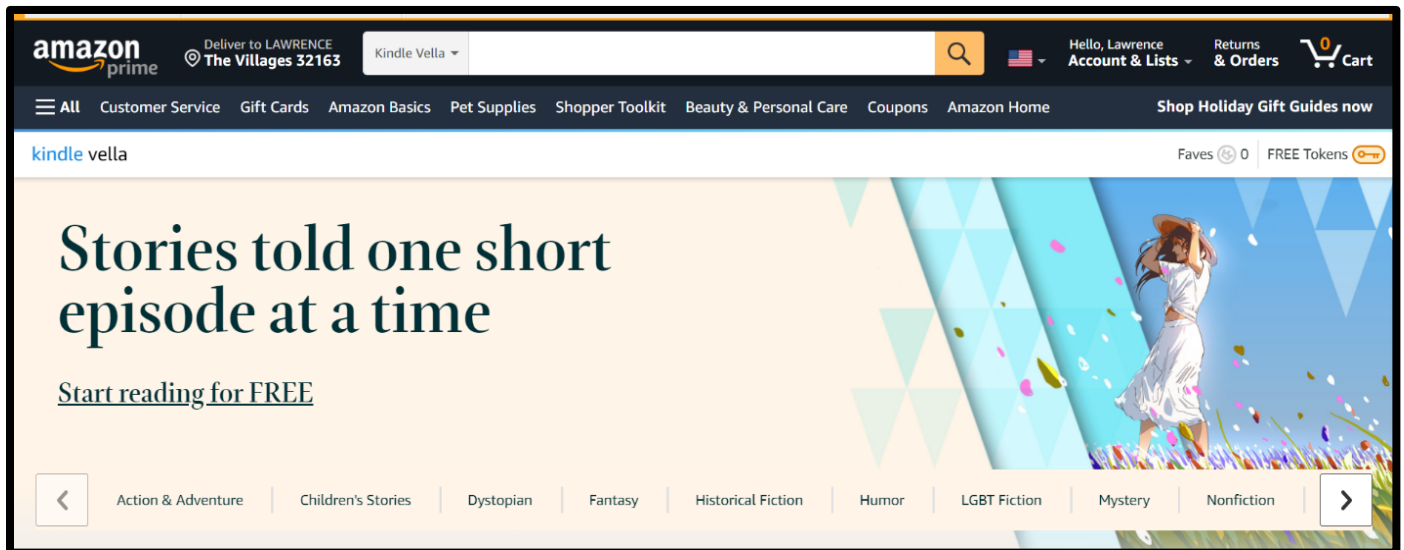 amazon prime
Deliver to LAWRENCE
The Villages 32163
Kindle Vella
Hello, Lawrence
Account & Lists
Returns
& Orders
0
Cart
All Customer Service Gift Cards Amazon Basics Pet Supplies Shopper Toolkit Beauty & Personal Care Coupons Amazon Home Shop Holiday Gift Guides now
kindle vella Faves 0 FREE Tokens
Stories told one short
episode at a time
Start reading for FREE
Action & Adventure Children's Stories Dystopian Fantasy Historical Fiction Humor LGBT Fiction Mystery Nonfiction